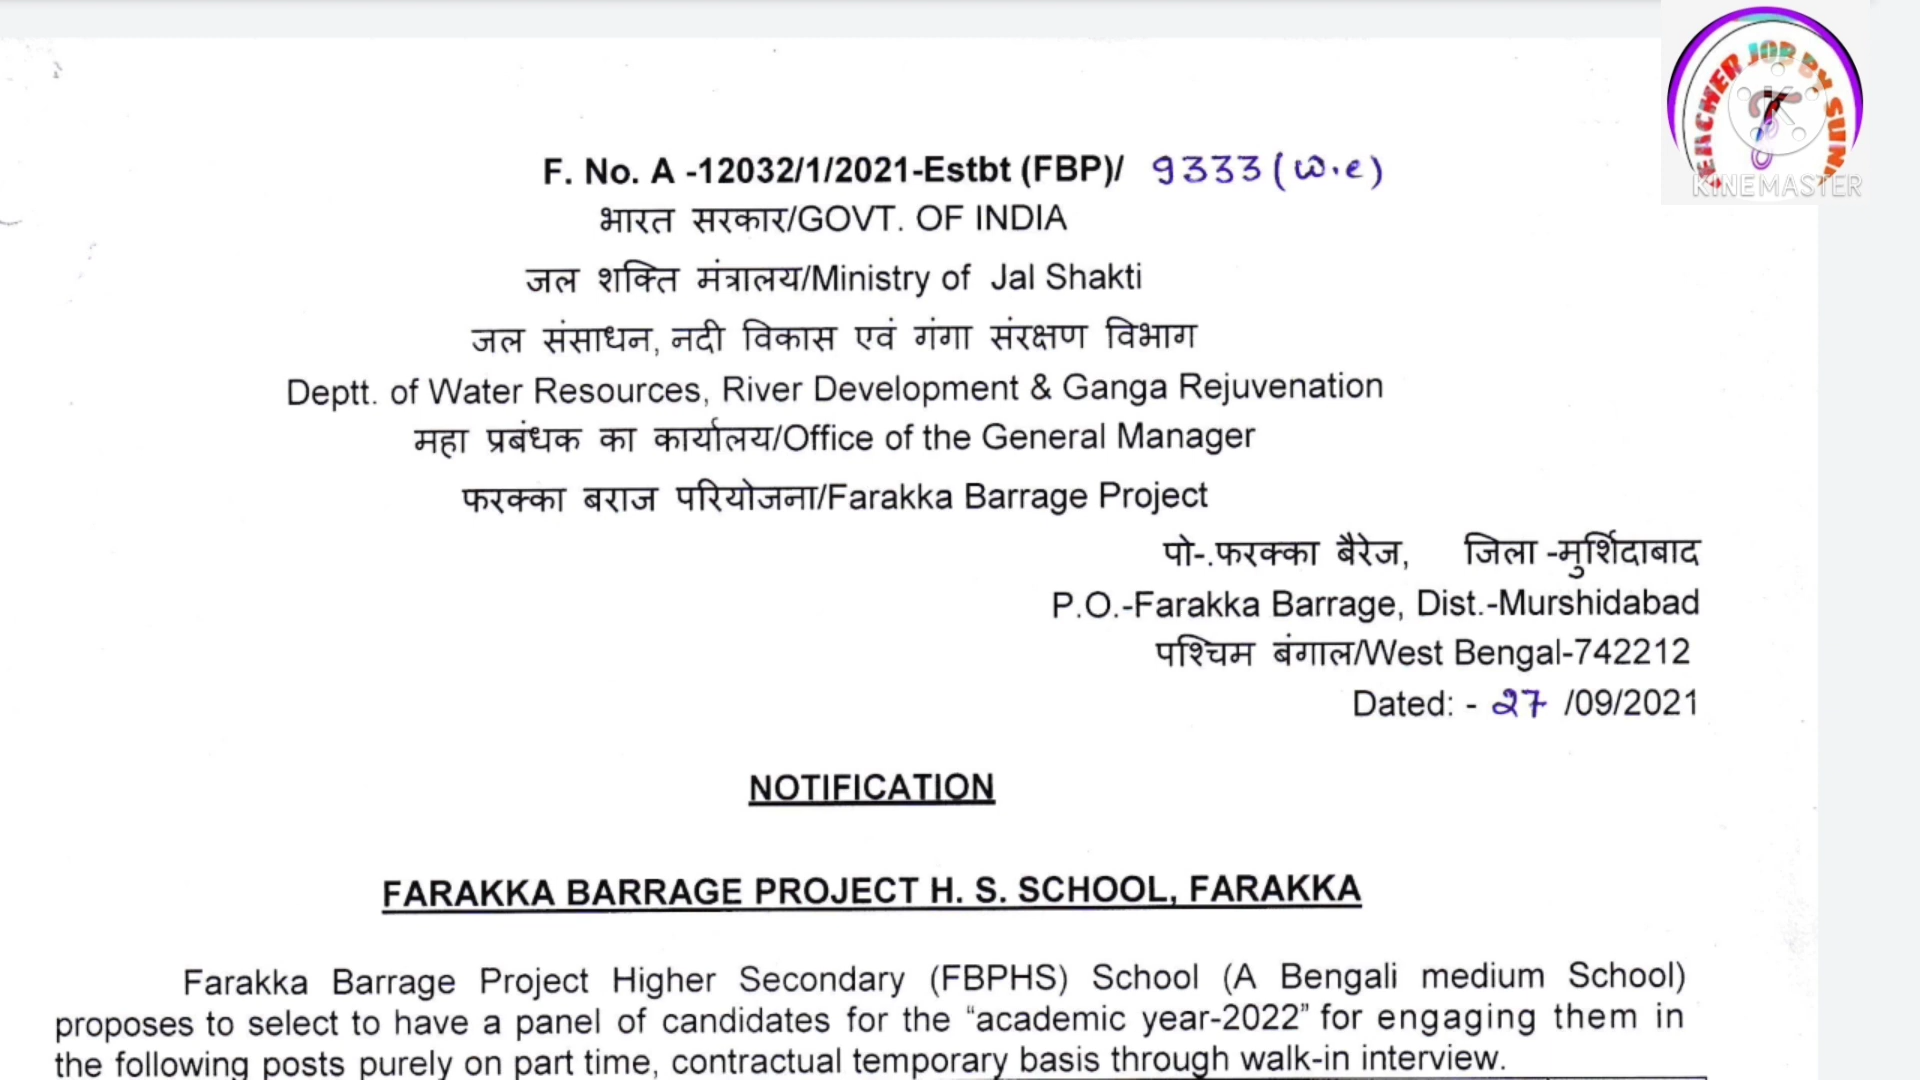 TEACHER JOB BY SUNI
KINEMASTER
F. No. A -12032/1/2021-Estbt (FBP)/ 9333 (w.e)
भारत सरकार/GOVT. OF INDIA
जल शक्ति मंत्रालय/Ministry of Jal Shakti
जल संसाधन, नदी विकास एवं गंगा संरक्षण विभाग
Deptt. of Water Resources, River Development & Ganga Rejuvenation
महा प्रबंधक का कार्यालय/Office of the General Manager
फरक्का बराज परियोजना/Farakka Barrage Project
पो-.फरक्का बैरेज, जिला -मुर्शिदाबाद
P.O.-Farakka Barrage, Dist.-Murshidabad
पश्चिम बंगाल/West Bengal-742212
Dated: - 27 /09/2021
NOTIFICATION
FARAKKA BARRAGE PROJECT H. S. SCHOOL, FARAKKA
Farakka Barrage Project Higher Secondary (FBPHS) School (A Bengali medium School)
proposes to select to have a panel of candidates for the “academic year-2022” for engaging them in
the following posts purely on part time, contractual temporary basis through walk-in interview.